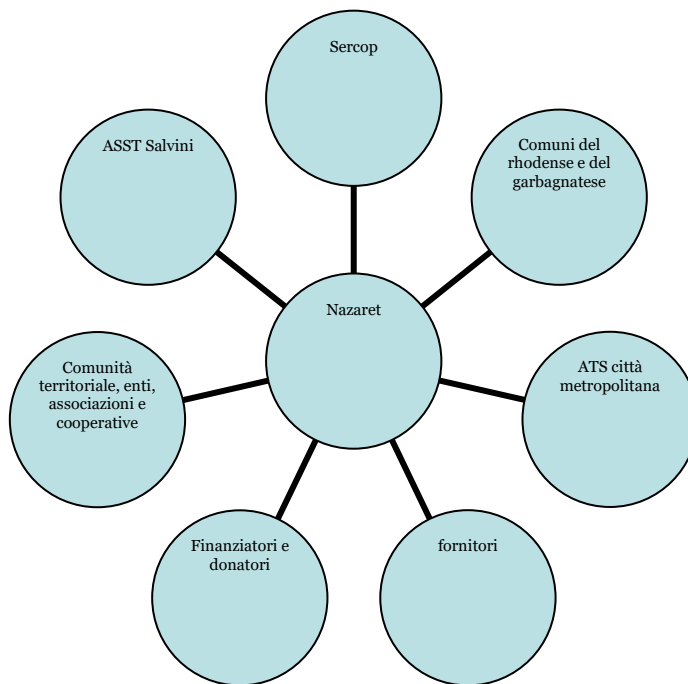 Sercop
ASST Salvini
Comuni del
rhodense e del
garbagnatese
Nazaret
Comunità
territoriale, enti,
associazioni e
cooperative
ATS città
metropolitana
Finanziatori e
donatori
fornitori